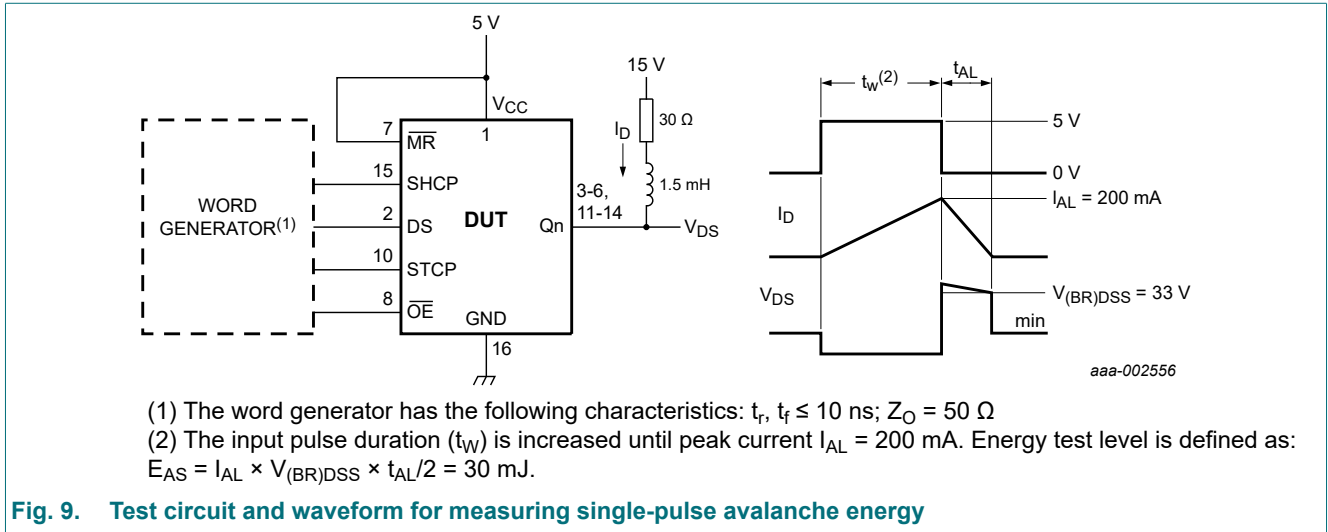 5 V
15 V
VCC
7
MR
1
ID
30 Ω
1.5 mH
15
SHCP
3-6,
11-14
WORD
GENERATOR(1)
2
DS
DUT
Qn
VDS
10
STCP
8
OE
GND
16
tW(2)
tAL
5 V
0 V
IAL = 200 mA
ID
VDS
V(BR)DSS = 33 V
min
aaa-002556
(1) The word generator has the following characteristics: tr, tf ≤ 10 ns; ZO = 50 Ω
(2) The input pulse duration (tW) is increased until peak current IAL = 200 mA. Energy test level is defined as:
EAS = IAL × V(BR)DSS × tAL/2 = 30 mJ.
Fig. 9. Test circuit and waveform for measuring single-pulse avalanche energy